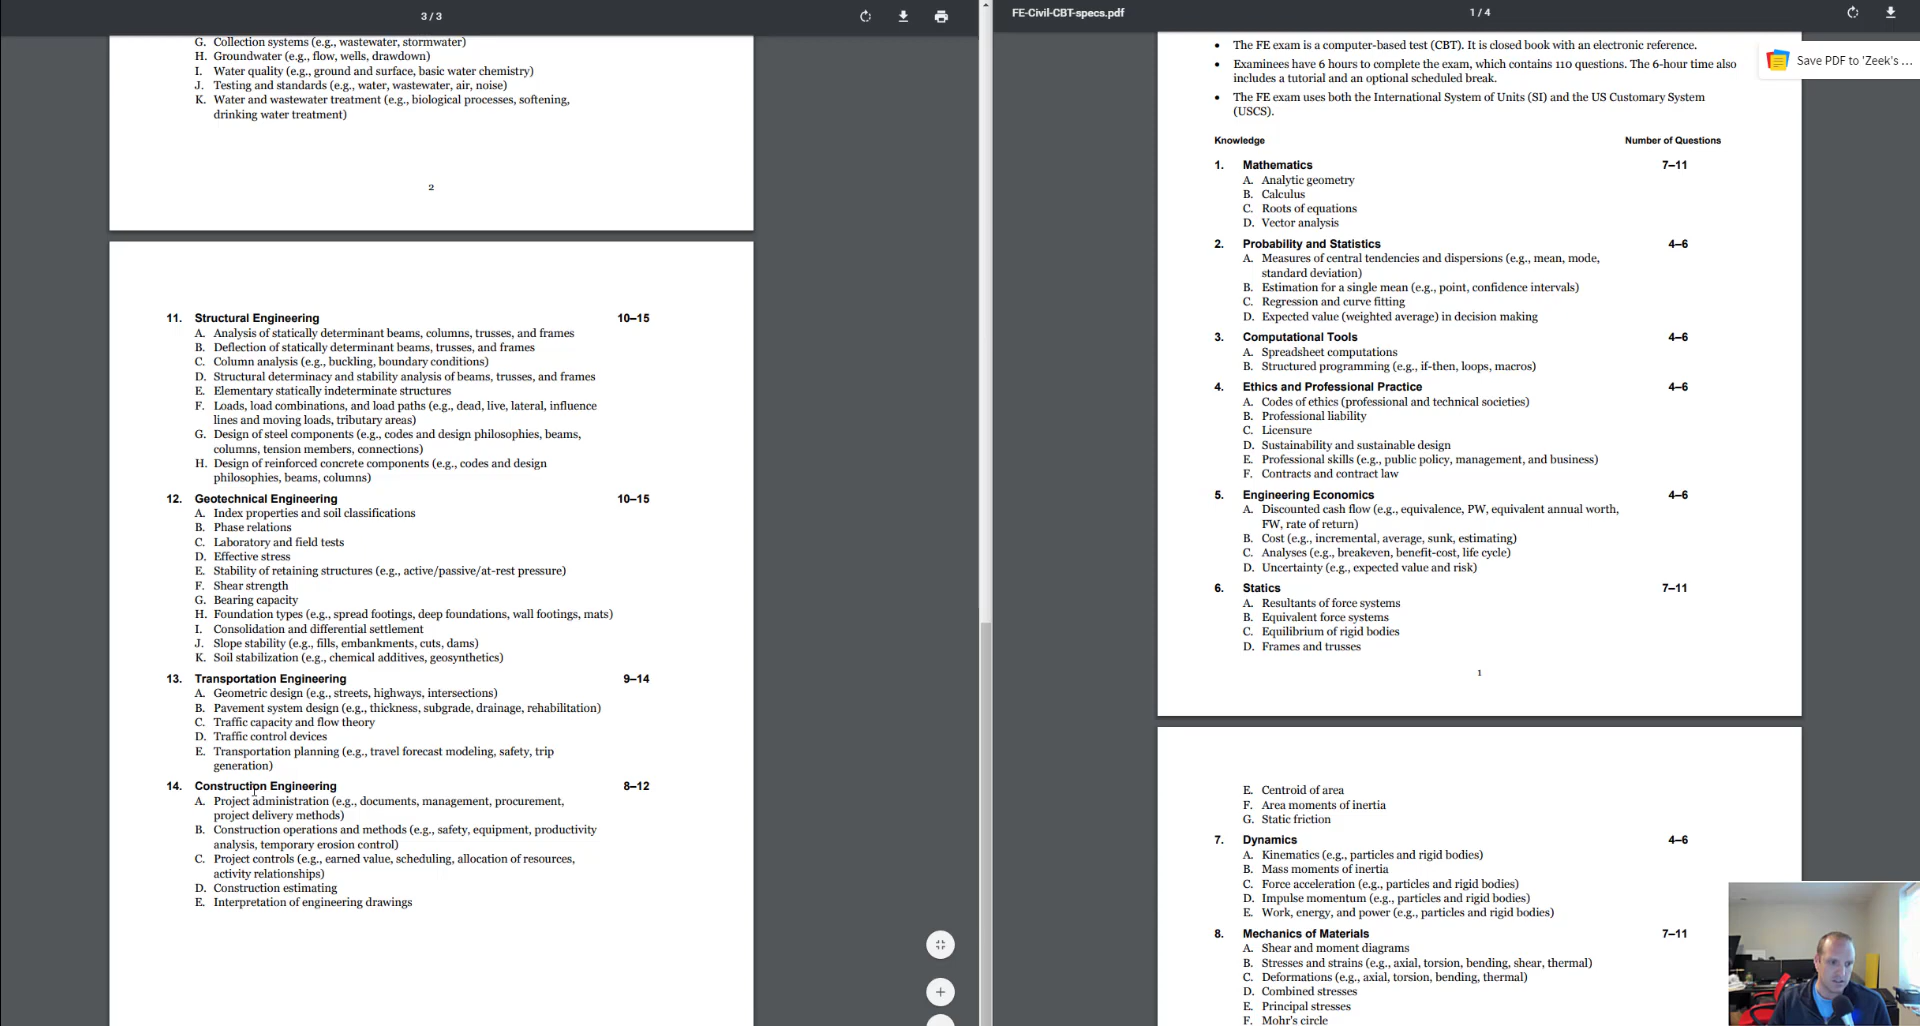 3 / 3
G. Collection systems (e.g., wastewater, stormwater)
H. Groundwater (e.g., flow, wells, drawdown)
I. Water quality (e.g., ground and surface, basic water chemistry)
J. Testing and standards (e.g., water, wastewater, air, noise)
K. Water and wastewater treatment (e.g., biological processes, softening,
drinking water treatment)
2
11. Structural Engineering 10–15
A. Analysis of statically determinant beams, columns, trusses, and frames
B. Deflection of statically determinant beams, trusses, and frames
C. Column analysis (e.g., buckling, boundary conditions)
D. Structural determinacy and stability analysis of beams, trusses, and frames
E. Elementary statically indeterminate structures
F. Loads, load combinations, and load paths (e.g., dead, live, lateral, influence
lines and moving loads, tributary areas)
G. Design of steel components (e.g., codes and design philosophies, beams,
columns, tension members, connections)
H. Design of reinforced concrete components (e.g., codes and design
philosophies, beams, columns)
12. Geotechnical Engineering 10–15
A. Index properties and soil classifications
B. Phase relations
C. Laboratory and field tests
D. Effective stress
E. Stability of retaining structures (e.g., active/passive/at-rest pressure)
F. Shear strength
G. Bearing capacity
H. Foundation types (e.g., spread footings, deep foundations, wall footings, mats)
I. Consolidation and differential settlement
J. Slope stability (e.g., fills, embankments, cuts, dams)
K. Soil stabilization (e.g., chemical additives, geosynthetics)
13. Transportation Engineering 9–14
A. Geometric design (e.g., streets, highways, intersections)
B. Pavement system design (e.g., thickness, subgrade, drainage, rehabilitation)
C. Traffic capacity and flow theory
D. Traffic control devices
E. Transportation planning (e.g., travel forecast modeling, safety, trip
generation)
14. Construction Engineering 8–12
A. Project administration (e.g., documents, management, procurement,
project delivery methods)
B. Construction operations and methods (e.g., safety, equipment, productivity
analysis, temporary erosion control)
C. Project controls (e.g., earned value, scheduling, allocation of resources,
activity relationships)
D. Construction estimating
E. Interpretation of engineering drawings
FE-Civil-CBT-specs.pdf 1 / 4
Save PDF to 'Zeek's ...
• The FE exam is a computer-based test (CBT). It is closed book with an electronic reference.
• Examinees have 6 hours to complete the exam, which contains 110 questions. The 6-hour time also
includes a tutorial and an optional scheduled break.
• The FE exam uses both the International System of Units (SI) and the US Customary System
(USCS).
Knowledge Number of Questions
1. Mathematics 7–11
A. Analytic geometry
B. Calculus
C. Roots of equations
D. Vector analysis
2. Probability and Statistics 4–6
A. Measures of central tendencies and dispersions (e.g., mean, mode,
standard deviation)
B. Estimation for a single mean (e.g., point, confidence intervals)
C. Regression and curve fitting
D. Expected value (weighted average) in decision making
3. Computational Tools 4–6
A. Spreadsheet computations
B. Structured programming (e.g., if-then, loops, macros)
4. Ethics and Professional Practice 4–6
A. Codes of ethics (professional and technical societies)
B. Professional liability
C. Licensure
D. Sustainability and sustainable design
E. Professional skills (e.g., public policy, management, and business)
F. Contracts and contract law
5. Engineering Economics 4–6
A. Discounted cash flow (e.g., equivalence, PW, equivalent annual worth,
FW, rate of return)
B. Cost (e.g., incremental, average, sunk, estimating)
C. Analyses (e.g., breakeven, benefit-cost, life cycle)
D. Uncertainty (e.g., expected value and risk)
6. Statics 7–11
A. Resultants of force systems
B. Equivalent force systems
C. Equilibrium of rigid bodies
D. Frames and trusses
1
E. Centroid of area
F. Area moments of inertia
G. Static friction
7. Dynamics 4–6
A. Kinematics (e.g., particles and rigid bodies)
B. Mass moments of inertia
C. Force acceleration (e.g., particles and rigid bodies)
D. Impulse momentum (e.g., particles and rigid bodies)
E. Work, energy, and power (e.g., particles and rigid bodies)
8. Mechanics of Materials 7–11
A. Shear and moment diagrams
B. Stresses and strains (e.g., axial, torsion, bending, shear, thermal)
C. Deformations (e.g., axial, torsion, bending, thermal)
D. Combined stresses
E. Principal stresses
F. Mohr's circle